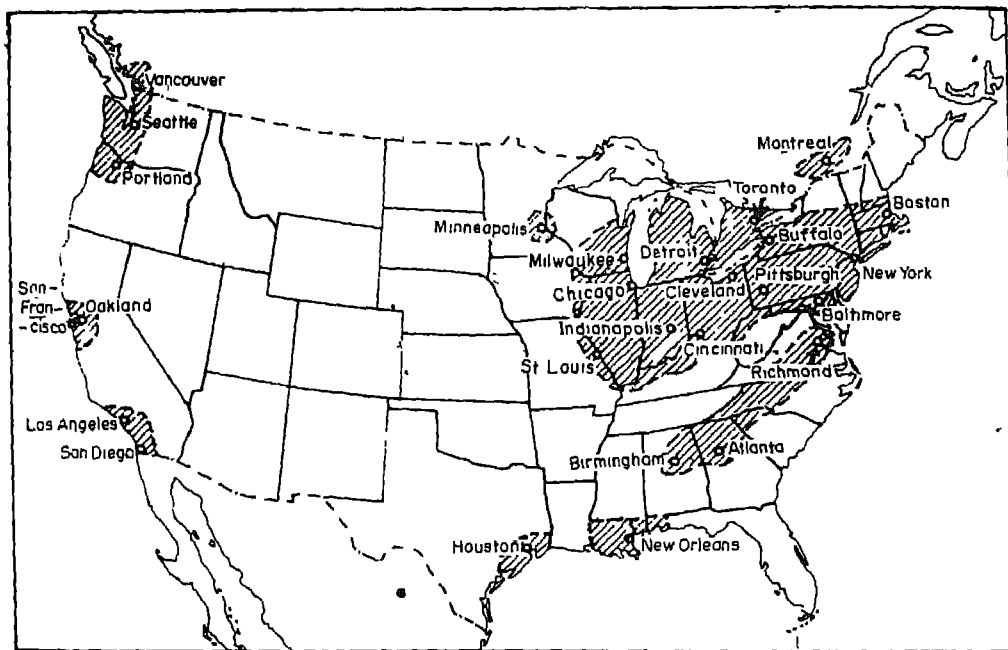 Vancouver
Seattle
Portland
Montreal
Toronto
Boston
Minneapolis
Buffalo
Milwaukee
Detroit
Pittsburgh
New York
San-
Fran-
-cisco
Oakland
Chicago
Cleveland
Baltimore
Indianapolis
Cincinnati
St Louis
Richmond
Los Angeles
San Diego
Birmingham
Atlanta
Houston
New Orleans